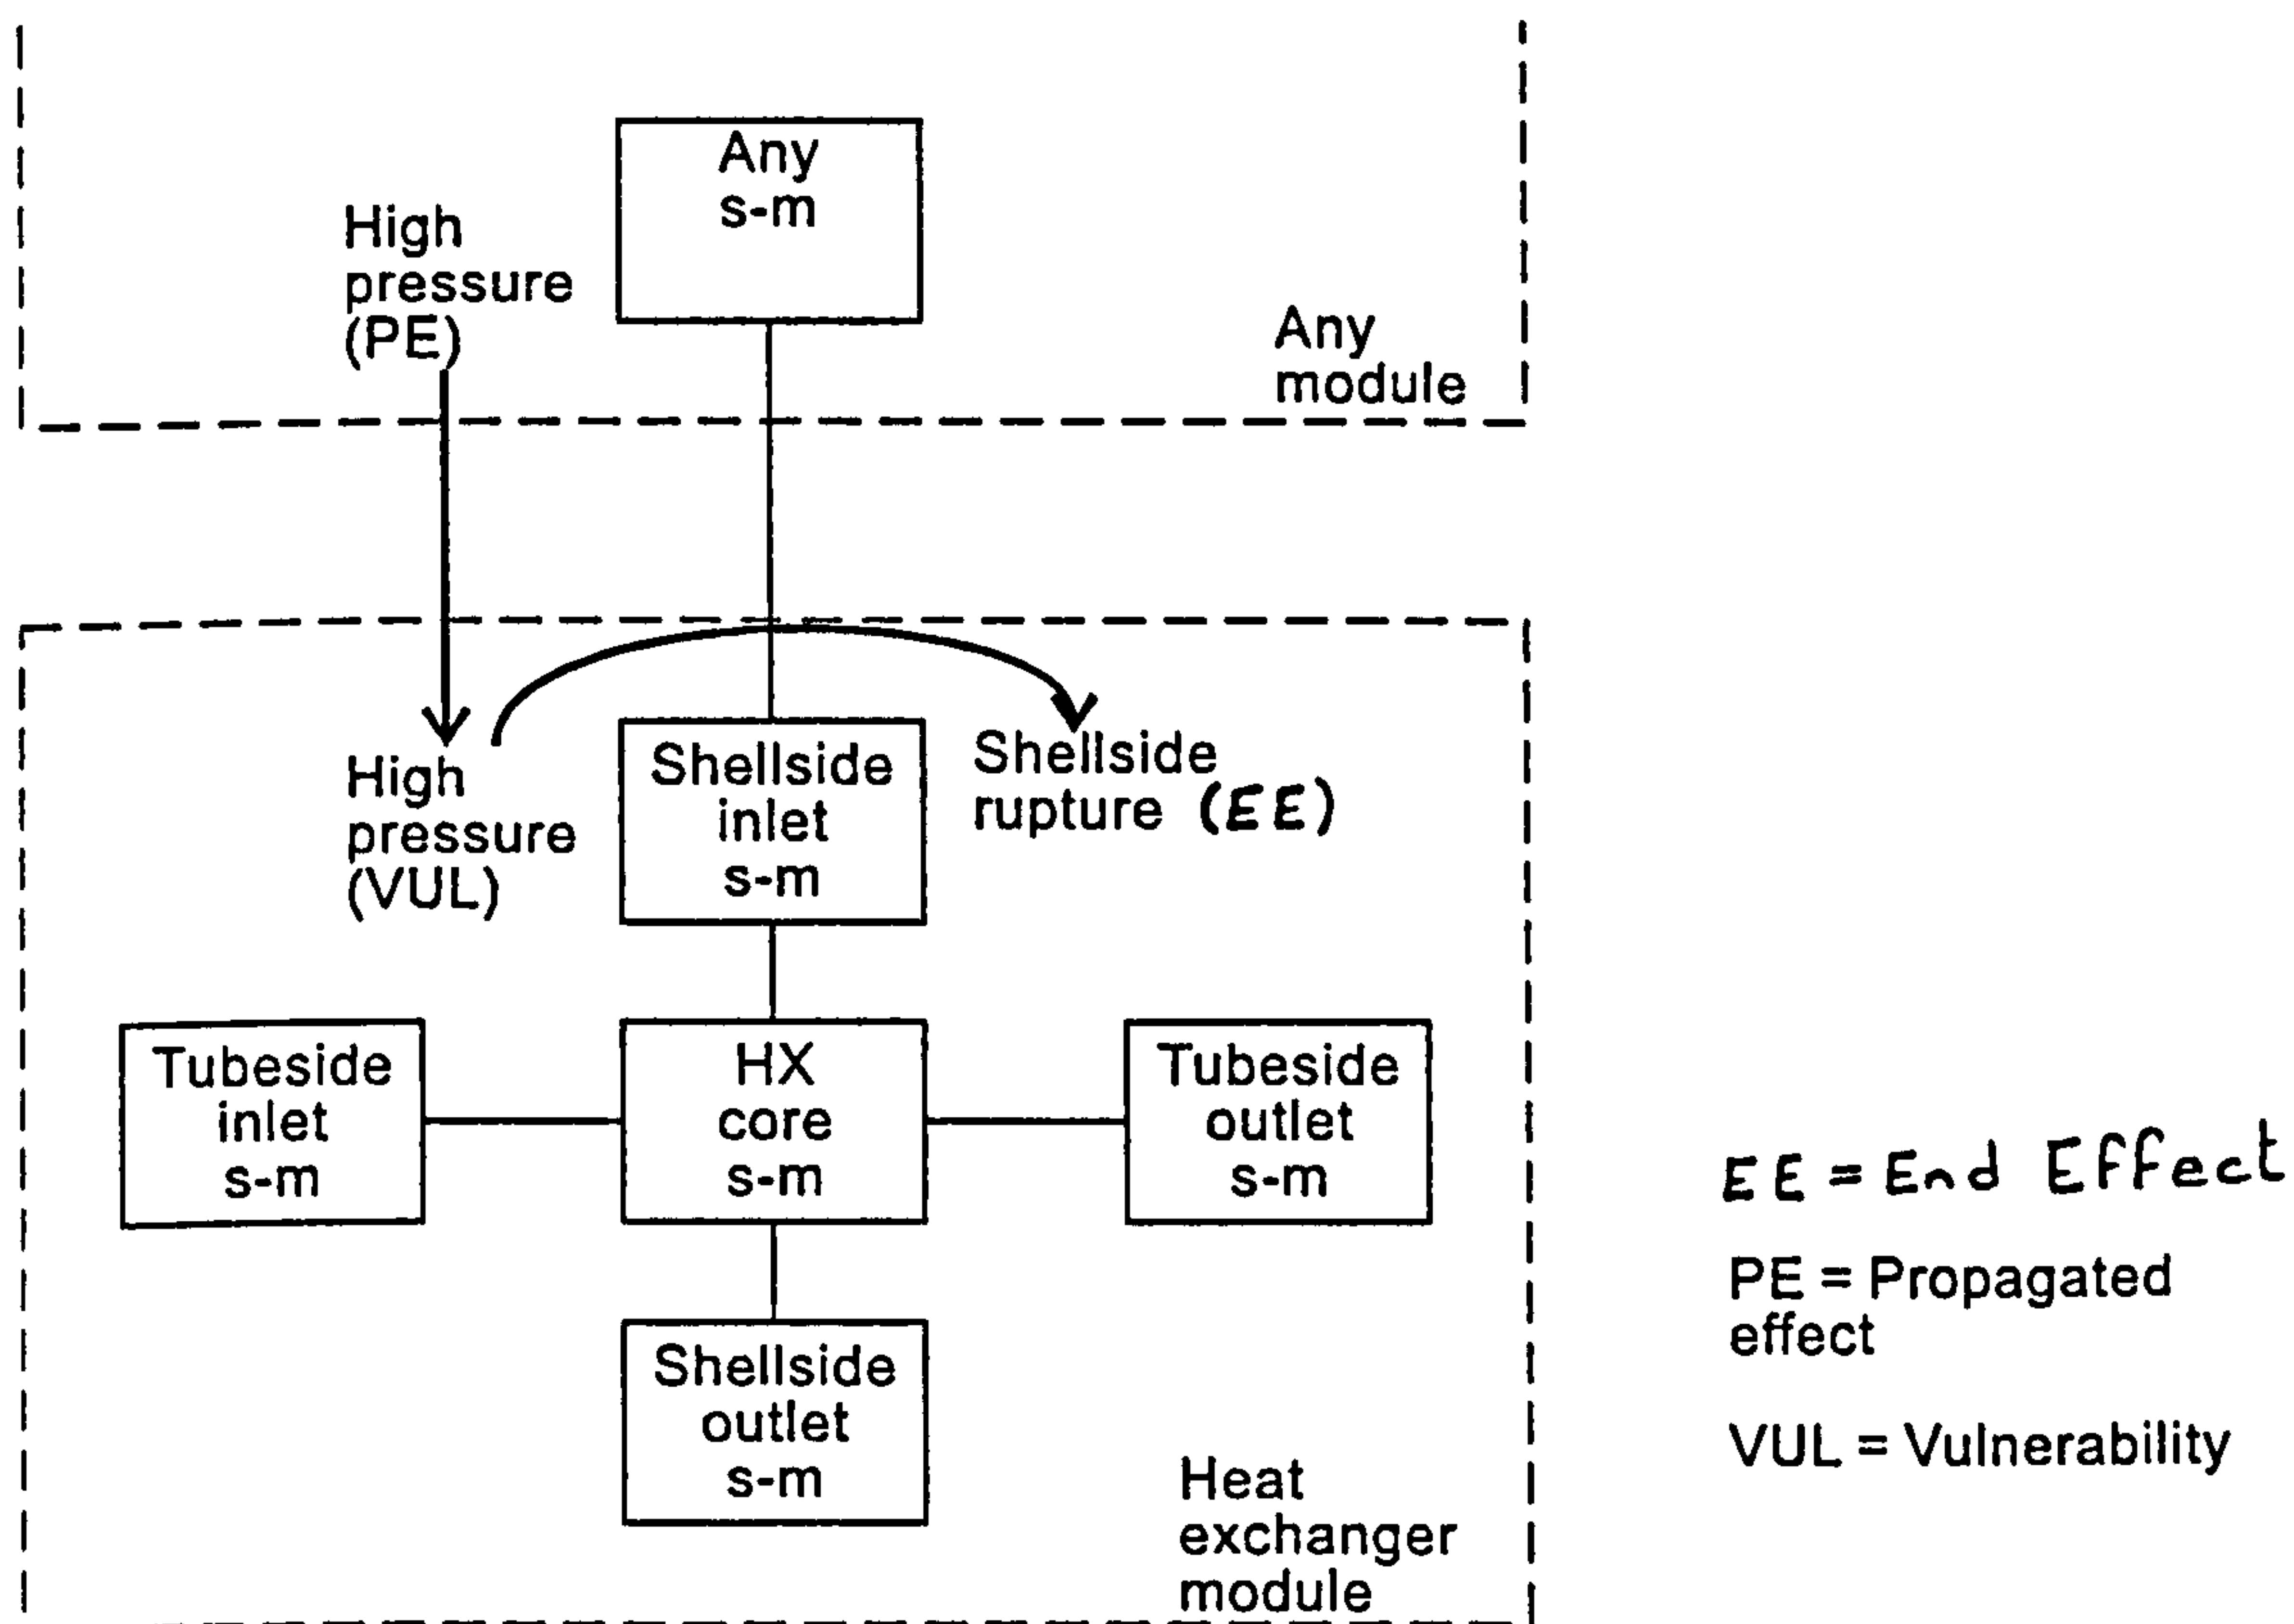 Any
s-m
High
pressure
(PE)
Any
module
High
pressure
(VUL)
Shellside
inlet
s-m
Shellside
rupture (EE)
Tubeside
inlet
s-m
HX
core
s-m
Tubeside
outlet
s-m
Shellside
outlet
s-m
Heat
exchanger
module
EE = End Effect
PE = Propagated
effect
VUL = Vulnerability